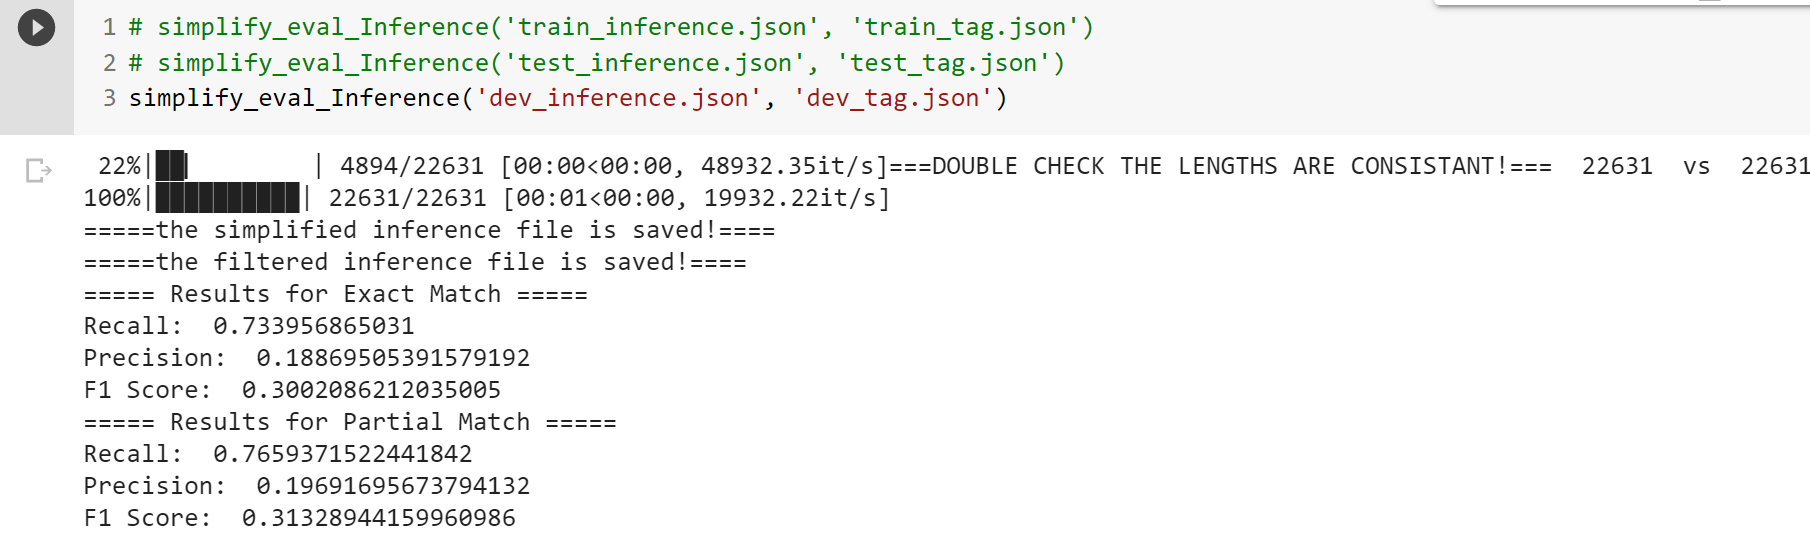 1 # simplify_eval_Inference('train_inference.json', 'train_tag.json')
2 # simplify_eval_Inference('test_inference.json', 'test_tag.json')
3 simplify_eval_Inference('dev_inference.json', 'dev_tag.json')
22%|██▏ | 4894/22631 [00:00<00:00, 48932.35it/s]===DOUBLE CHECK THE LENGTHS ARE CONSISTANT!=== 22631 vs 22631
100%|██████████| 22631/22631 [00:01<00:00, 19932.22it/s]
=====the simplified inference file is saved!====
=====the filtered inference file is saved!====
===== Results for Exact Match =====
Recall: 0.733956865031
Precision: 0.18869505391579192
F1 Score: 0.3002086212035005
===== Results for Partial Match =====
Recall: 0.7659371522441842
Precision: 0.19691695673794132
F1 Score: 0.31328944159960986